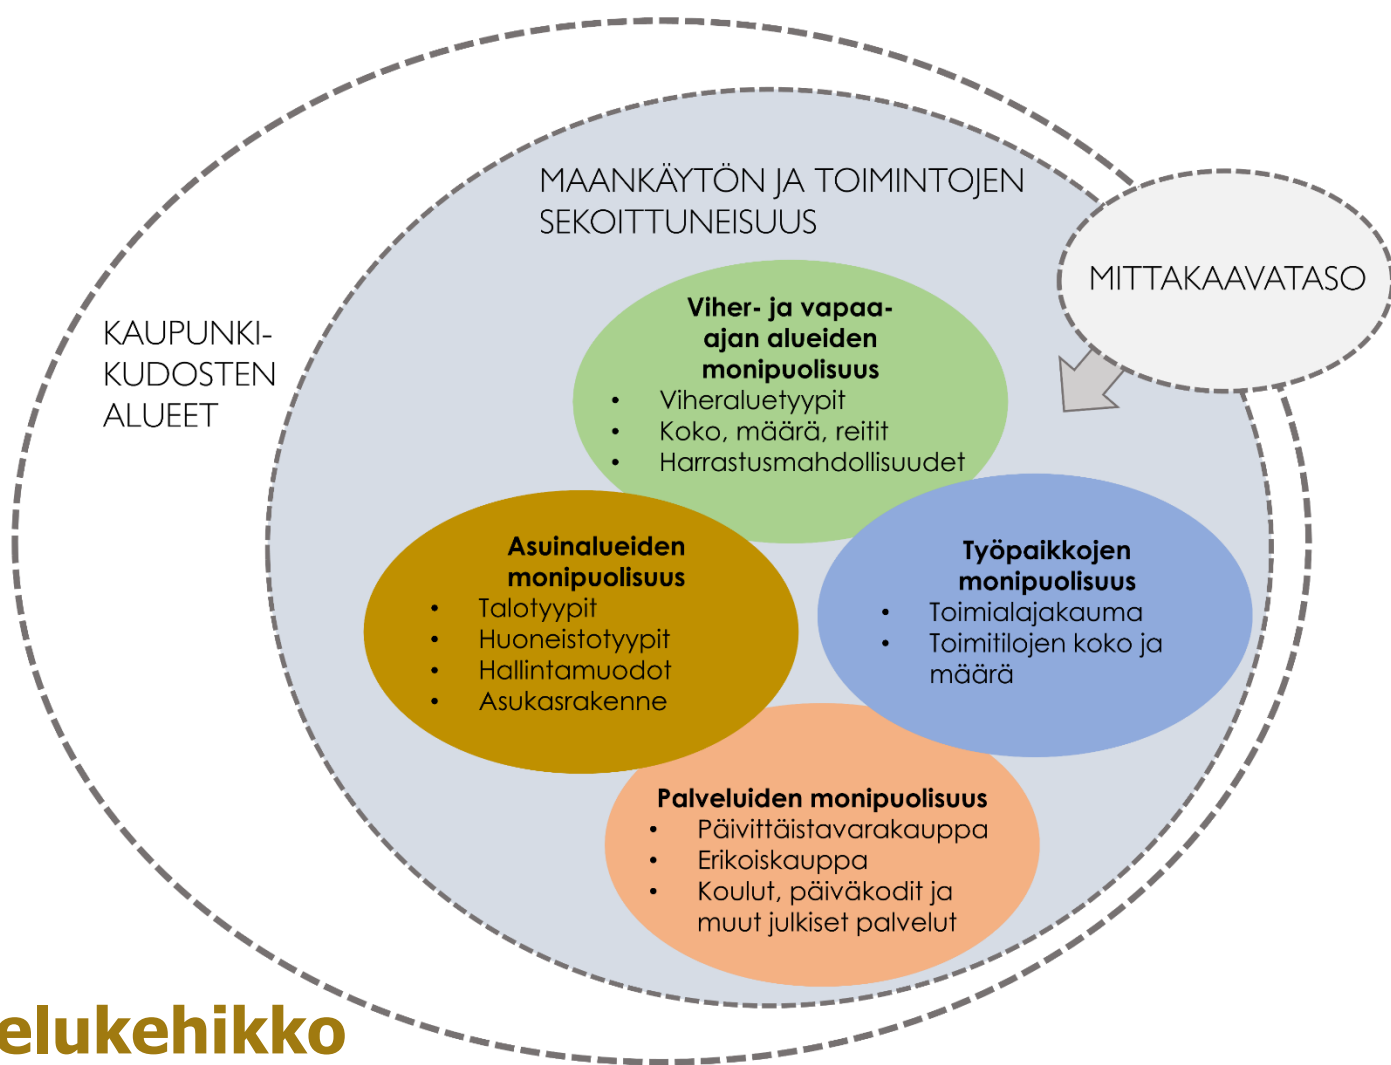 MAANKÄYTÖN JA TOIMINTOJEN
SEKOITTUNEISUUS
MITTAKAAVATASO
KAUPUNKI-
KUDOSTEN
ALUEET
Viher- ja vapaa-
ajan alueiden
monipuolisuus
• Viheraluetyypit
• Koko, määrä, reitit
• Harrastusmahdollisuudet
Asuinalueiden
monipuolisuus
• Talotyypit
• Huoneistotyypit
• Hallintamuodot
• Asukasrakenne
Työpaikkojen
monipuolisuus
• Toimialajakauma
• Toimitilojen koko ja
määrä
Palveluiden monipuolisuus
• Päivittäistavarakauppa
• Erikoiskauppa
• Koulut, päiväkodit ja
muut julkiset palvelut
elukehikko